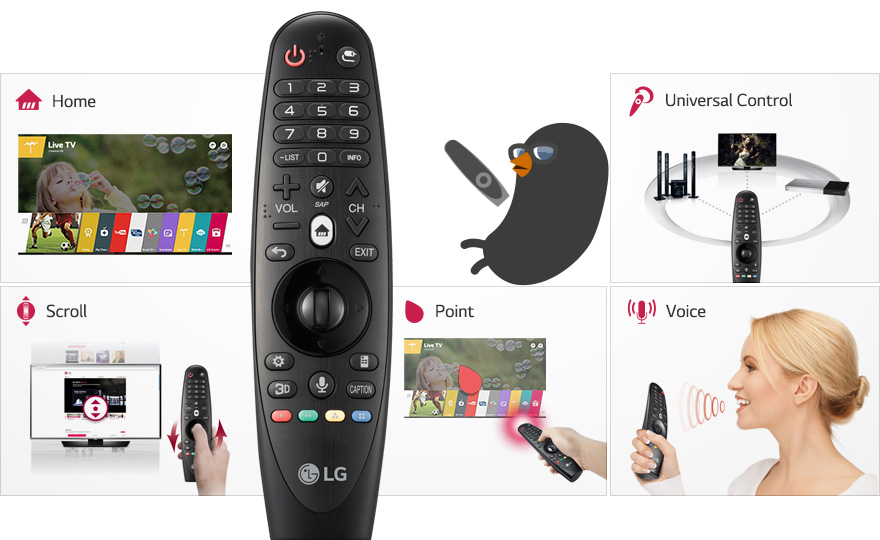 Home
Live TV
1 2 3
4 5 6
7 8 9
-LIST 0 INFO
SAP
VOL
CH
EXIT
3D
CAPTION
LG
Universal Control
Scroll
Point
Live TV
Voice